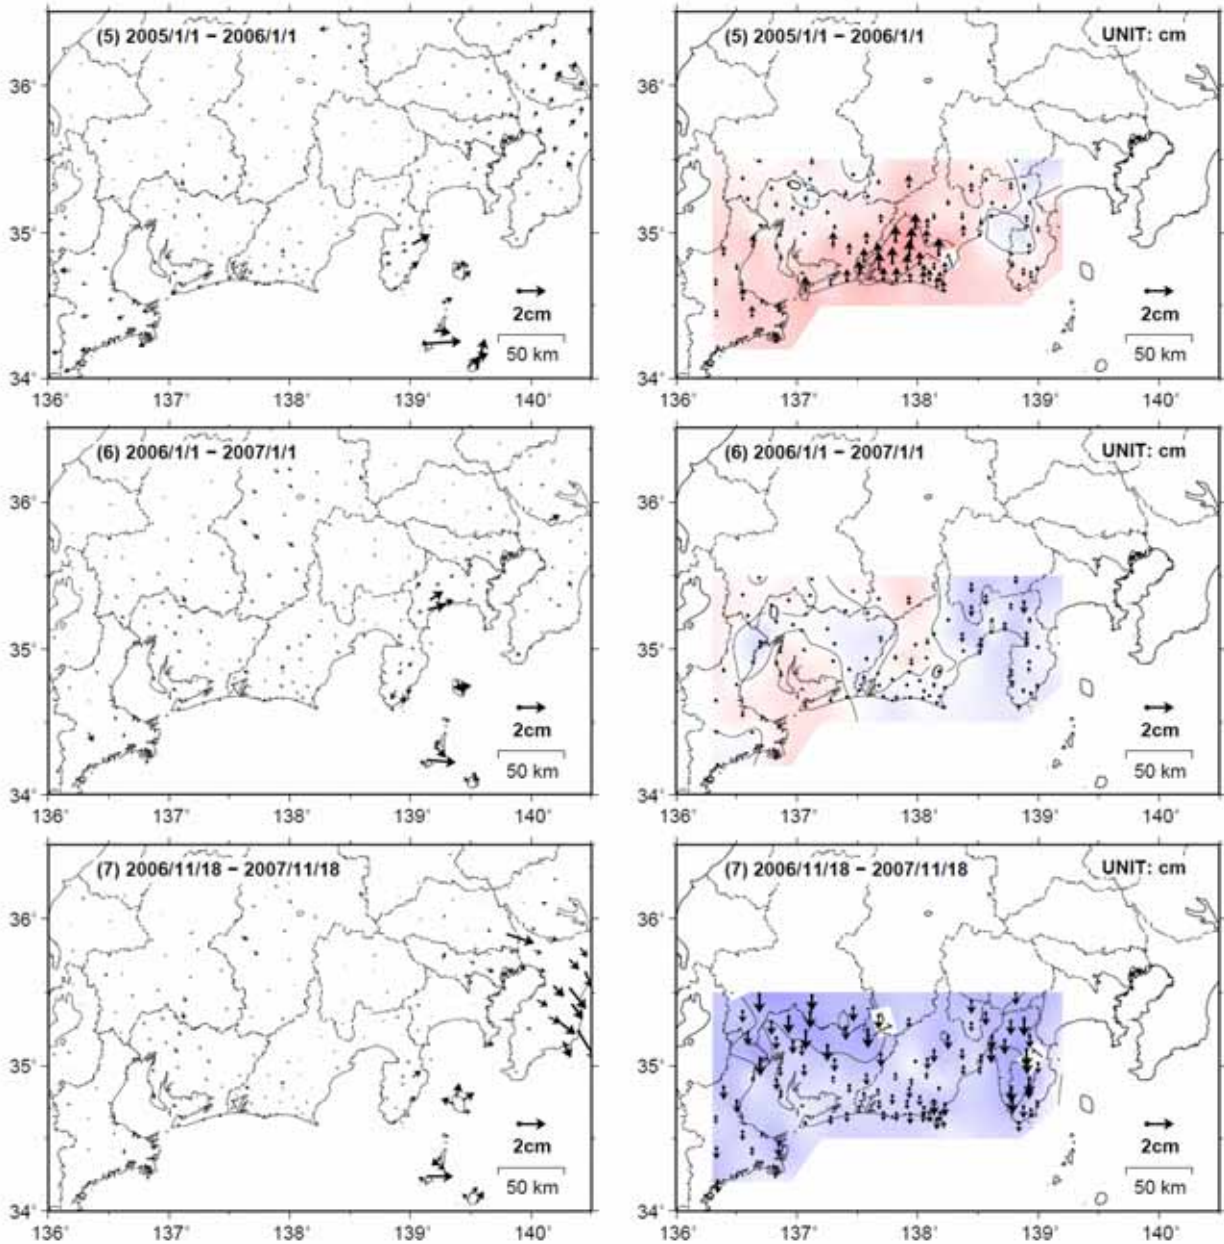 (5) 2005/1/1 − 2006/1/1
36°
35°
34°
2cm
50 km
136° 137° 138° 139° 140°
(5) 2005/1/1 − 2006/1/1 UNIT: cm
36°
35°
34°
2cm
50 km
136° 137° 138° 139° 140°
(6) 2006/1/1 − 2007/1/1
36°
35°
34°
2cm
50 km
136° 137° 138° 139° 140°
(6) 2006/1/1 − 2007/1/1 UNIT: cm
36°
35°
34°
2cm
50 km
136° 137° 138° 139° 140°
(7) 2006/11/18 − 2007/11/18
36°
35°
34°
2cm
50 km
136° 137° 138° 139° 140°
(7) 2006/11/18 − 2007/11/18 UNIT: cm
36°
35°
34°
2cm
50 km
136° 137° 138° 139° 140°